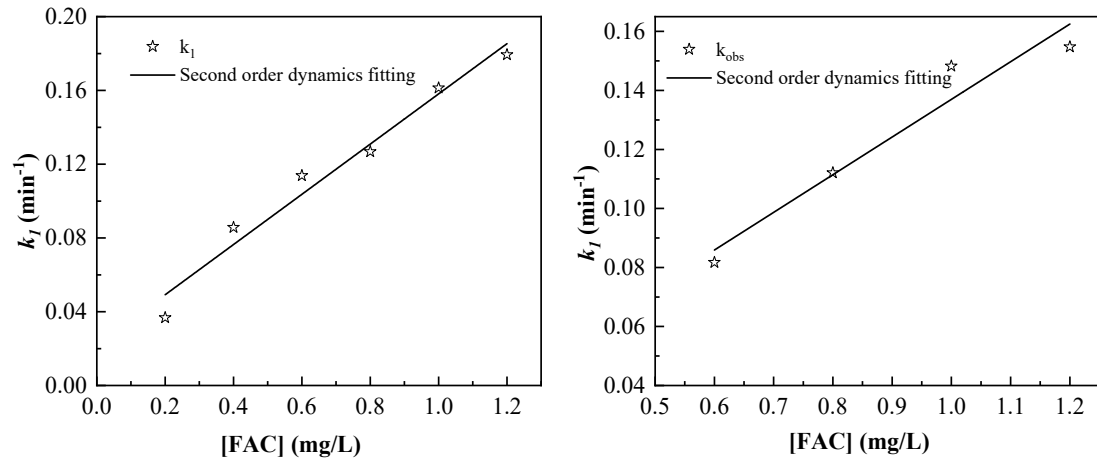 0.20
0.16
0.12
0.08
0.04
0.00
k₁ (min⁻¹)
k₁
Second order dynamics fitting
0.0 0.2 0.4 0.6 0.8 1.0 1.2
[FAC] (mg/L)
0.16
0.14
0.12
0.10
0.08
0.06
0.04
k₁ (min⁻¹)
k_obs
Second order dynamics fitting
0.5 0.6 0.7 0.8 0.9 1.0 1.1 1.2
[FAC] (mg/L)